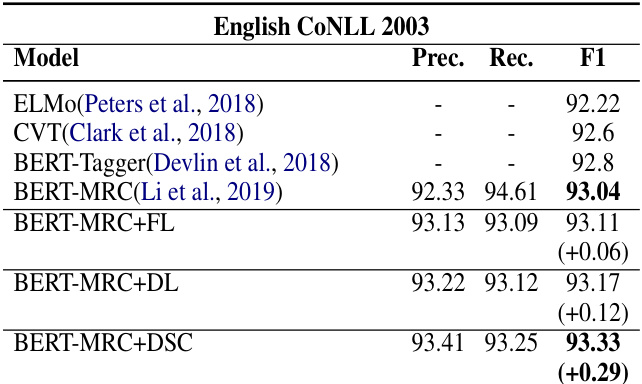 English CoNLL 2003
Model Prec. Rec. F1
ELMo(Peters et al., 2018) - - 92.22
CVT(Clark et al., 2018) - - 92.6
BERT-Tagger(Devlin et al., 2018) - - 92.8
BERT-MRC(Li et al., 2019) 92.33 94.61 93.04
BERT-MRC+FL 93.13 93.09 93.11
(+0.06)
BERT-MRC+DL 93.22 93.12 93.17
(+0.12)
BERT-MRC+DSC 93.41 93.25 93.33
(+0.29)